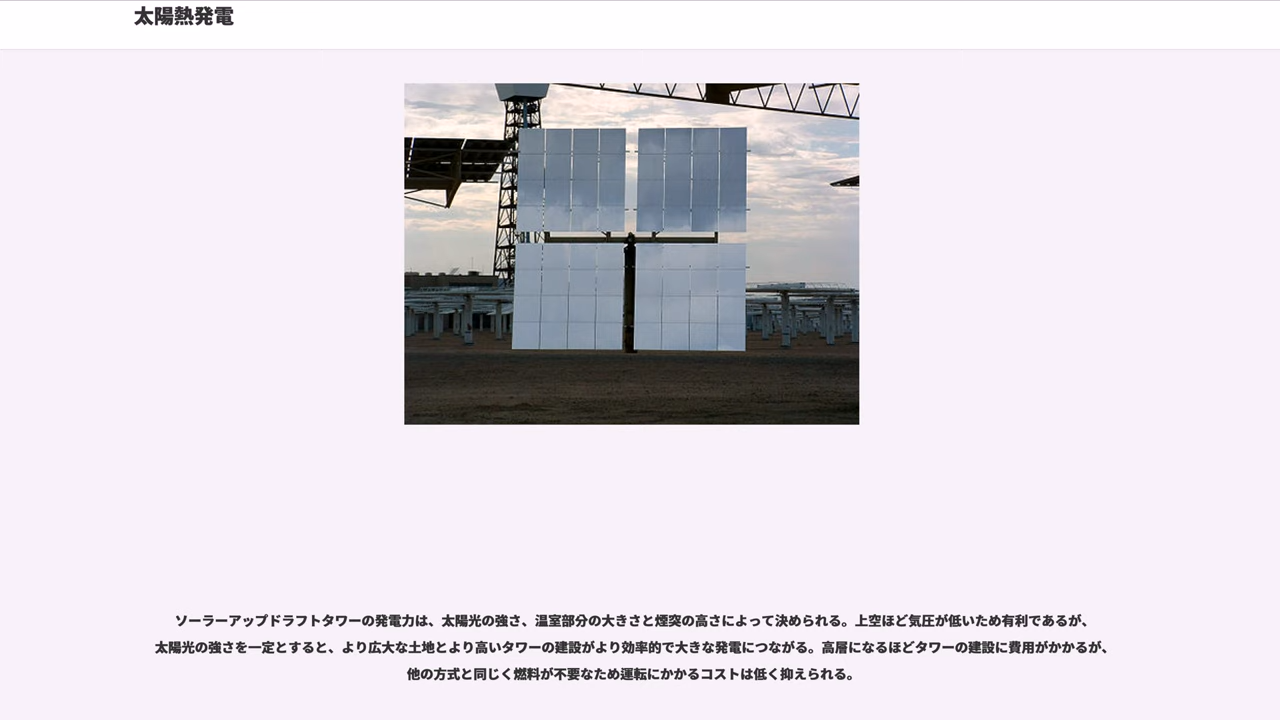 太陽熱発電
ソーラーアップドラフトタワーの発電力は、太陽光の強さ、温室部分の大きさと煙突の高さによって決められる。上空ほど気圧が低いため有利であるが、
太陽光の強さを一定とすると、より広大な土地とより高いタワーの建設がより効率的で大きな発電につながる。高層になるほどタワーの建設に費用がかかるが、
他の方式と同じく燃料が不要なため運転にかかるコストは低く抑えられる。